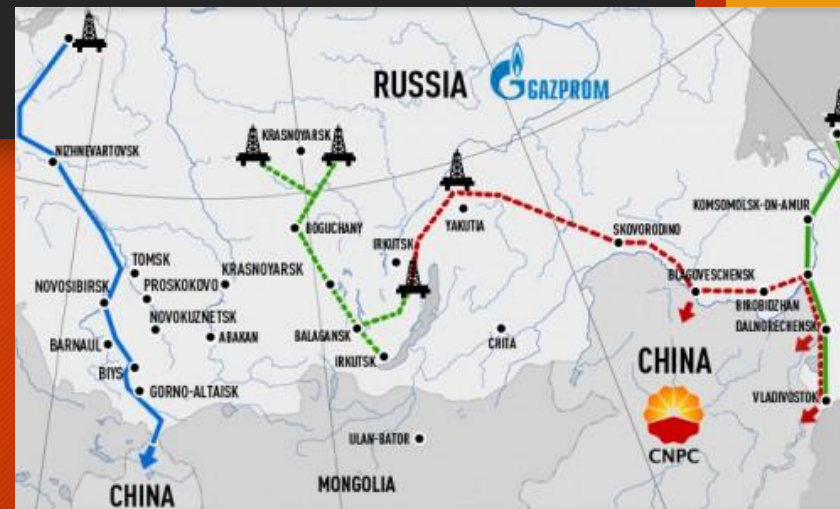 RUSSIA
GAZPROM
KRASNOYARSK
NIZHNEVARTOVSK
KOMSOMOLSK-ON-AMUR
YAKUTIA
BOGUCHANY
SKOVORODINO
IRKUTSK
TOMSK
KRASNOYARSK
BLAGOVESCHENSK
PROSKOKOVO
NOVOSIBIRSK
BIROBIDZHAN
NOVOKUZNETSK
DALNORECHENSK
BALAGANSK
ABAKAN
BARNAUL
CHITA
IRKUTSK
CHINA
BIYS
GORNO-ALTAISK
VLADIVOSTOK
ULAN-BATOR
CNPC
MONGOLIA
CHINA